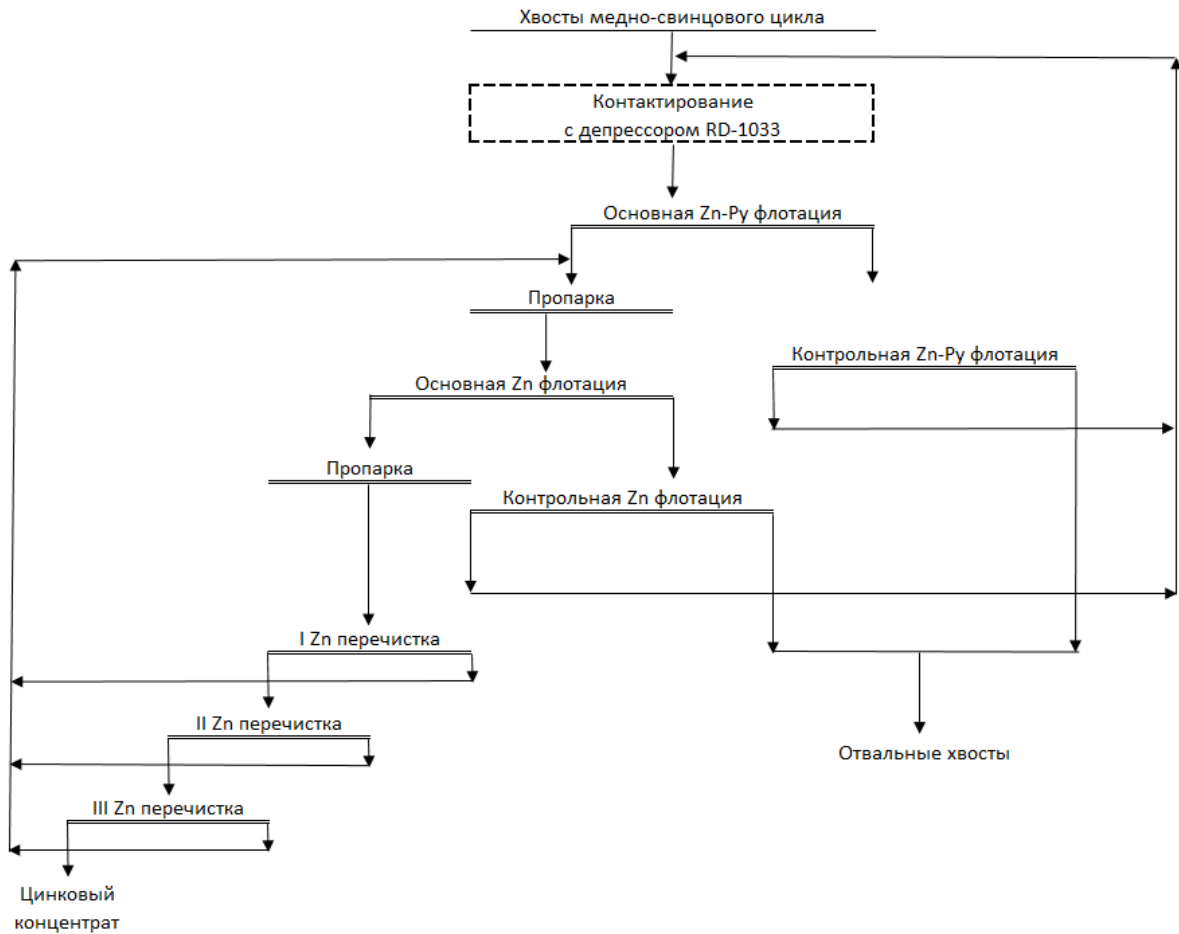 Хвосты медно-свинцового цикла
Контактирование
с депрессором RD-1033
Основная Zn-Py флотация
Пропарка
Контрольная Zn-Py флотация
Основная Zn флотация
Пропарка
Контрольная Zn флотация
I Zn перечистка
II Zn перечистка
Отвальные хвосты
III Zn перечистка
Цинковый
концентрат